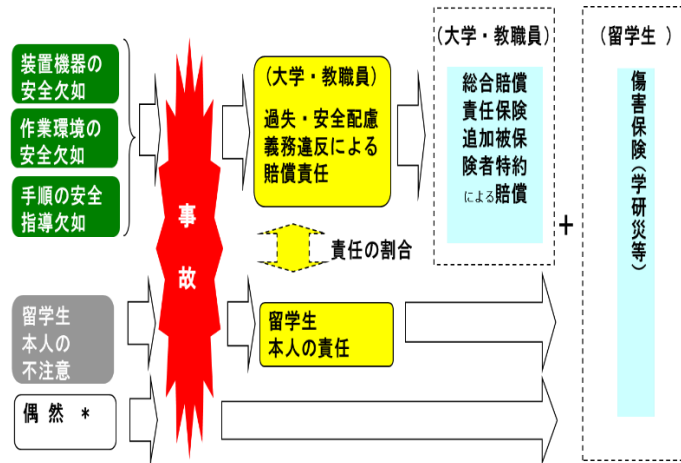 装置機器の
安全欠如
作業環境の
安全欠如
手順の安全
指導欠如
留学生
本人の
不注意
偶 然 *
事
故
(大学・教職員)
過失・安全配慮
義務違反による
賠償責任
責任の割合
留学生
本人の責任
(大学・教職員)
総合賠償
責任保険
追加被保
険者特約
による賠償
+
(留学生 )
傷害保険(学研災等)